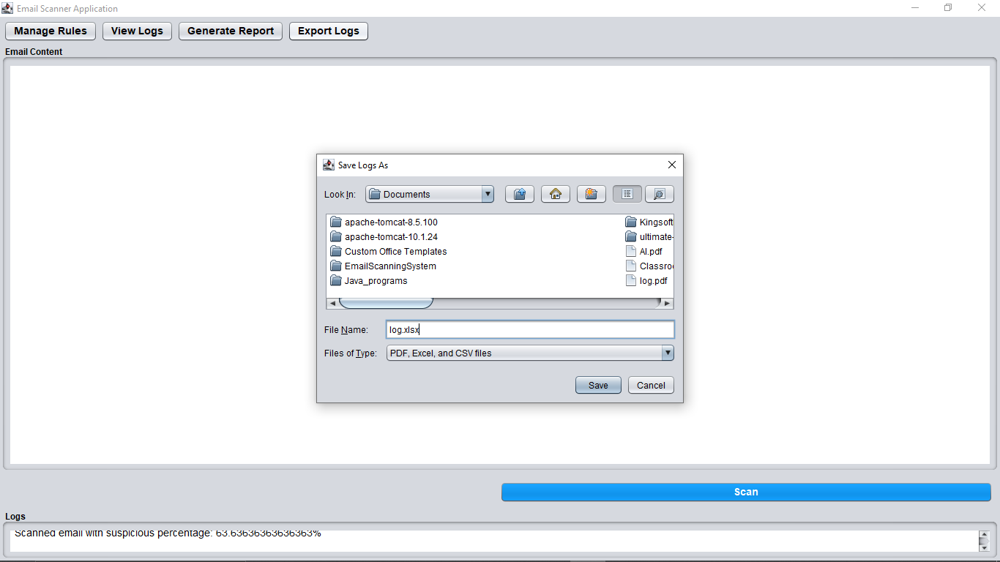 Email Scanner Application
Manage Rules View Logs Generate Report Export Logs
Email Content
Save Logs As
Look In: Documents
apache-tomcat-8.5.100
apache-tomcat-10.1.24
Custom Office Templates
EmailScanningSystem
Java_programs
Kingsoft
ultimate-
AI.pdf
Classroo
log.pdf
File Name: log.xlsx
Files of Type: PDF, Excel, and CSV files
Save Cancel
Scan
Logs
Scanned email with suspicious percentage: 63.63636363636363%